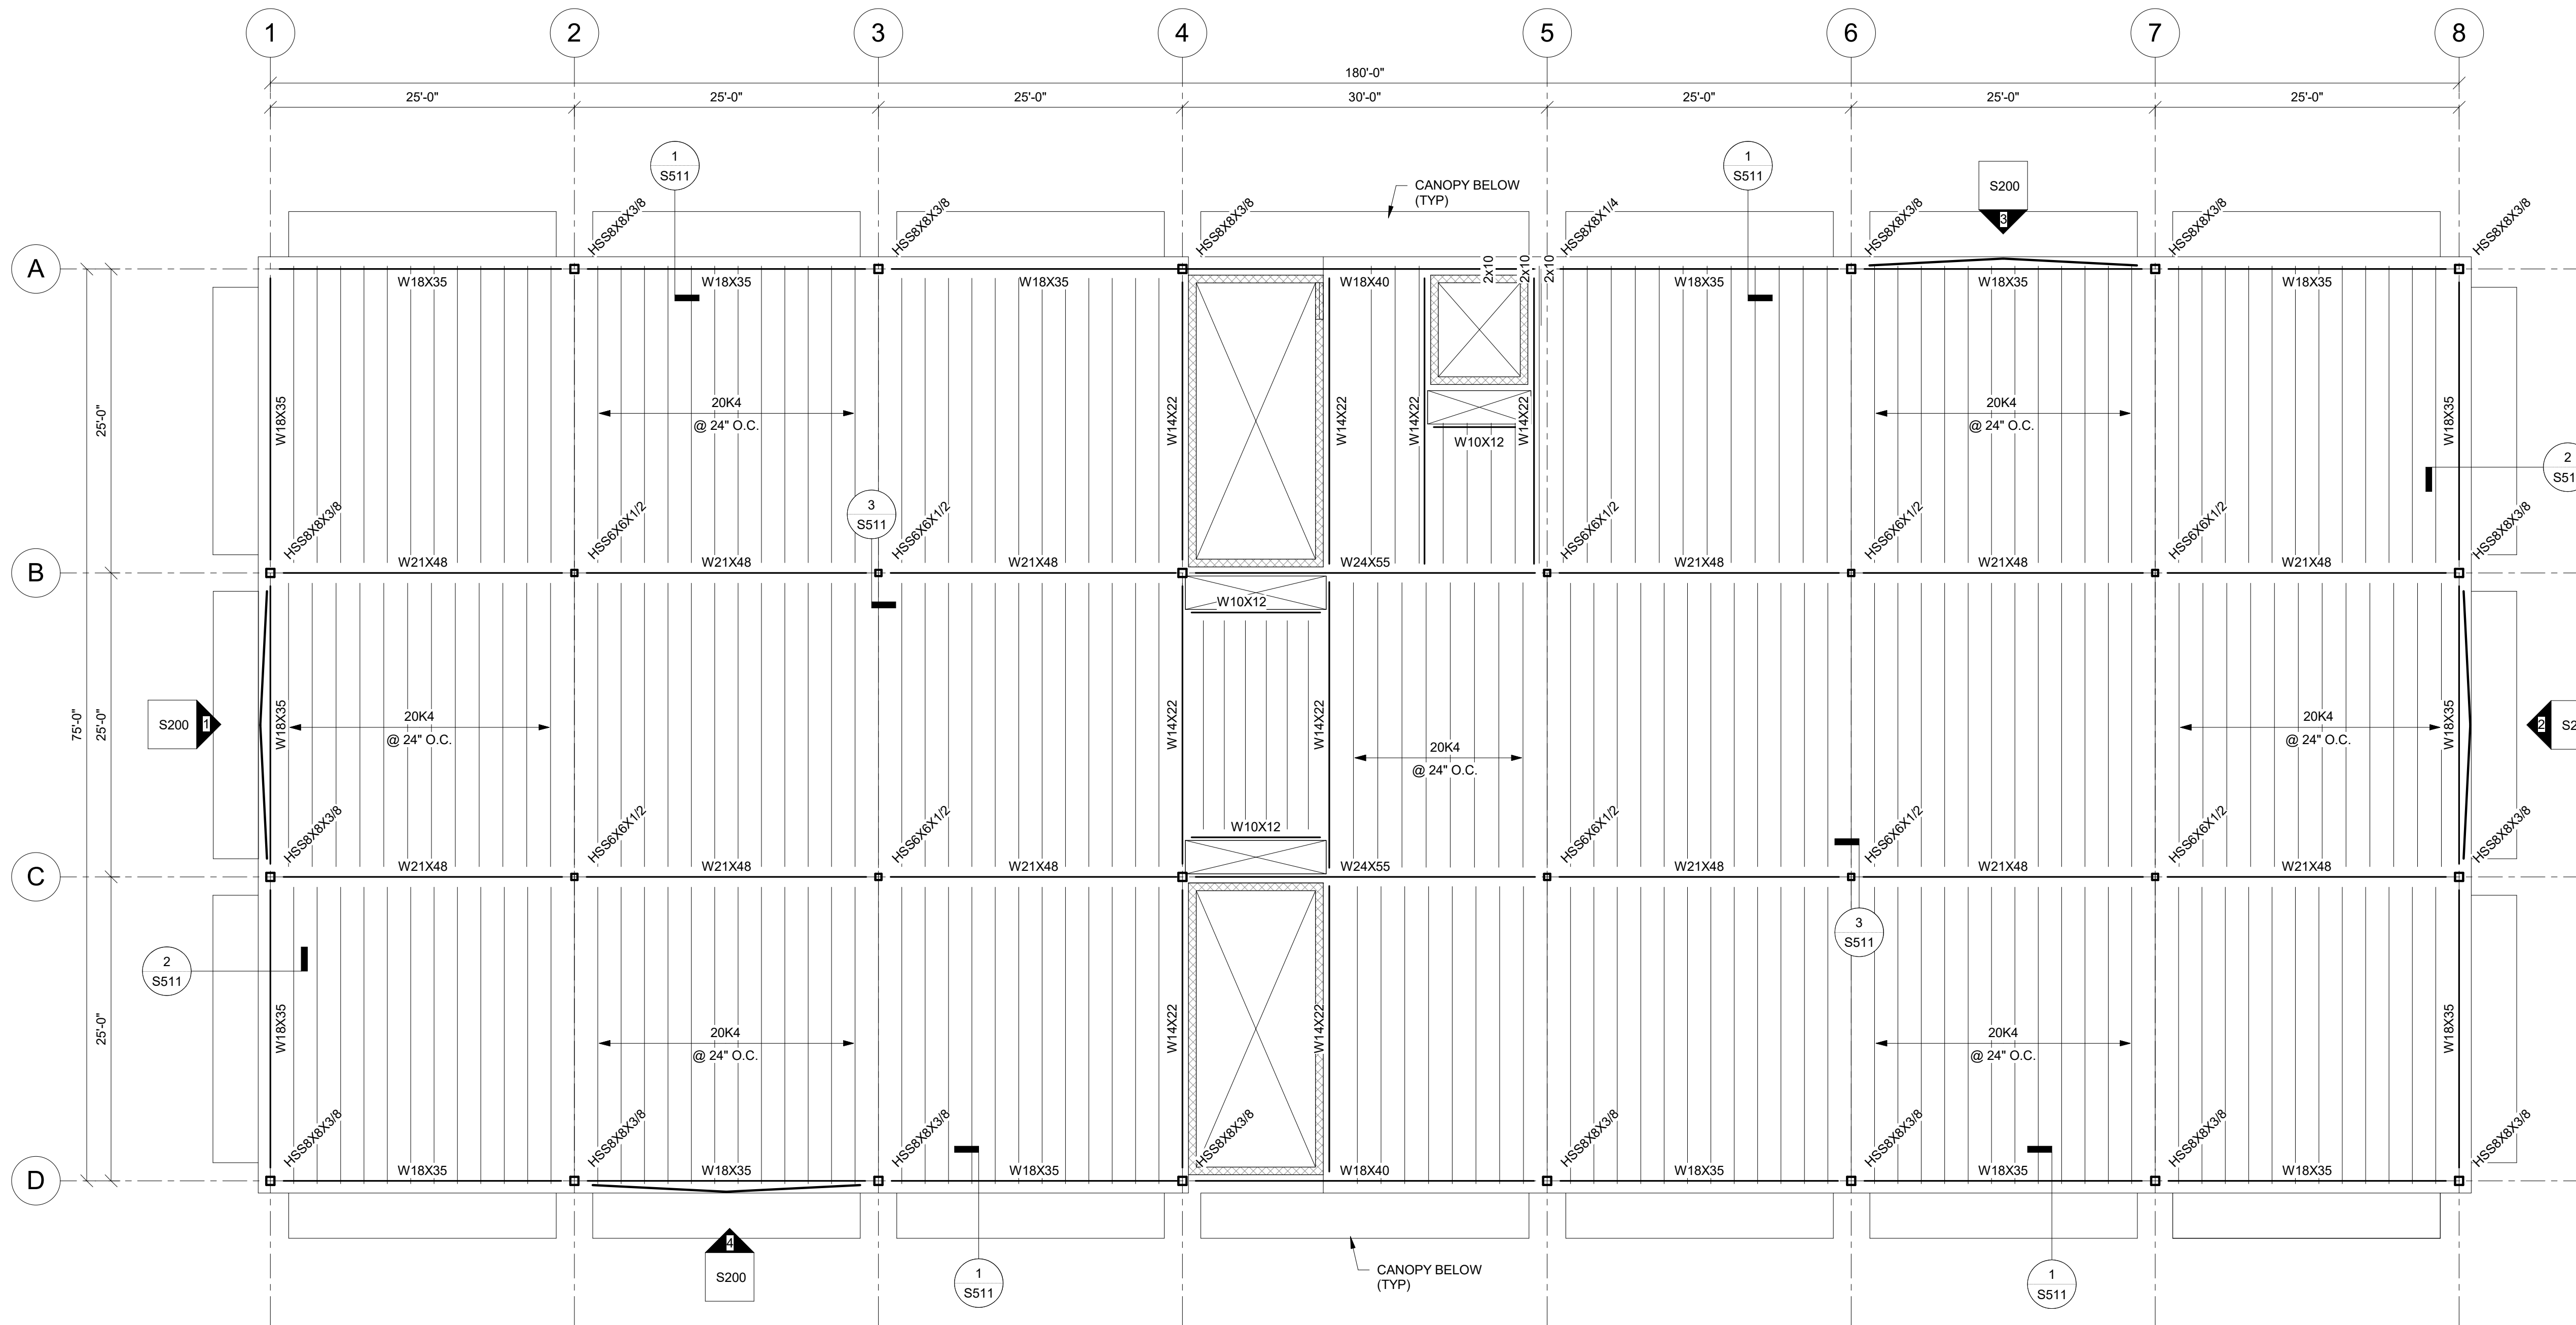 1 2 3 4 5 6 7 8
180'-0"
25'-0" 25'-0" 25'-0" 30'-0" 25'-0" 25'-0" 25'-0"
1
S511
1
S511
S200
3
CANOPY BELOW
(TYP)
HSS8X8X3/8 HSS8X8X3/8 HSS8X8X3/8 HSS8X8X1/4 HSS8X8X3/8 HSS8X8X3/8 HSS8X8X3/8
A
2x10 2x10 2x10
W18X35 W18X35 W18X35 W18X40 W18X35 W18X35 W18X35
25'-0"
W18X35 W14X22 W14X22 W14X22 W14X22 W18X35
20K4
@ 24" O.C.
20K4
@ 24" O.C.
W10X12
2
S51
3
S511
HSS8X8X3/8 HSS6X6X1/2 HSS6X6X1/2 HSS6X6X1/2 HSS6X6X1/2 HSS6X6X1/2 HSS8X8X3/8
W21X48 W21X48 W21X48 W24X55 W21X48 W21X48 W21X48
B
W10X12
75'-0"
25'-0"
S200
1
W18X35 W14X22 W14X22 W18X35
2
S2
20K4
@ 24" O.C.
20K4
@ 24" O.C.
20K4
@ 24" O.C.
W10X12
HSS8X8X3/8 HSS6X6X1/2 HSS6X6X1/2 HSS6X6X1/2 HSS6X6X1/2 HSS6X6X1/2 HSS8X8X3/8
W21X48 W21X48 W21X48 W24X55 W21X48 W21X48 W21X48
C
3
S511
2
S511
25'-0"
W18X35 W14X22 W14X22 W18X35
20K4
@ 24" O.C.
20K4
@ 24" O.C.
HSS8X8X3/8 HSS8X8X3/8 HSS8X8X3/8 HSS8X8X3/8 HSS8X8X3/8 HSS8X8X3/8 HSS8X8X3/8 HSS8X8X3/8
W18X35 W18X35 W18X35 W18X40 W18X35 W18X35 W18X35
D
4
S200
1
S511
CANOPY BELOW
(TYP)
1
S511